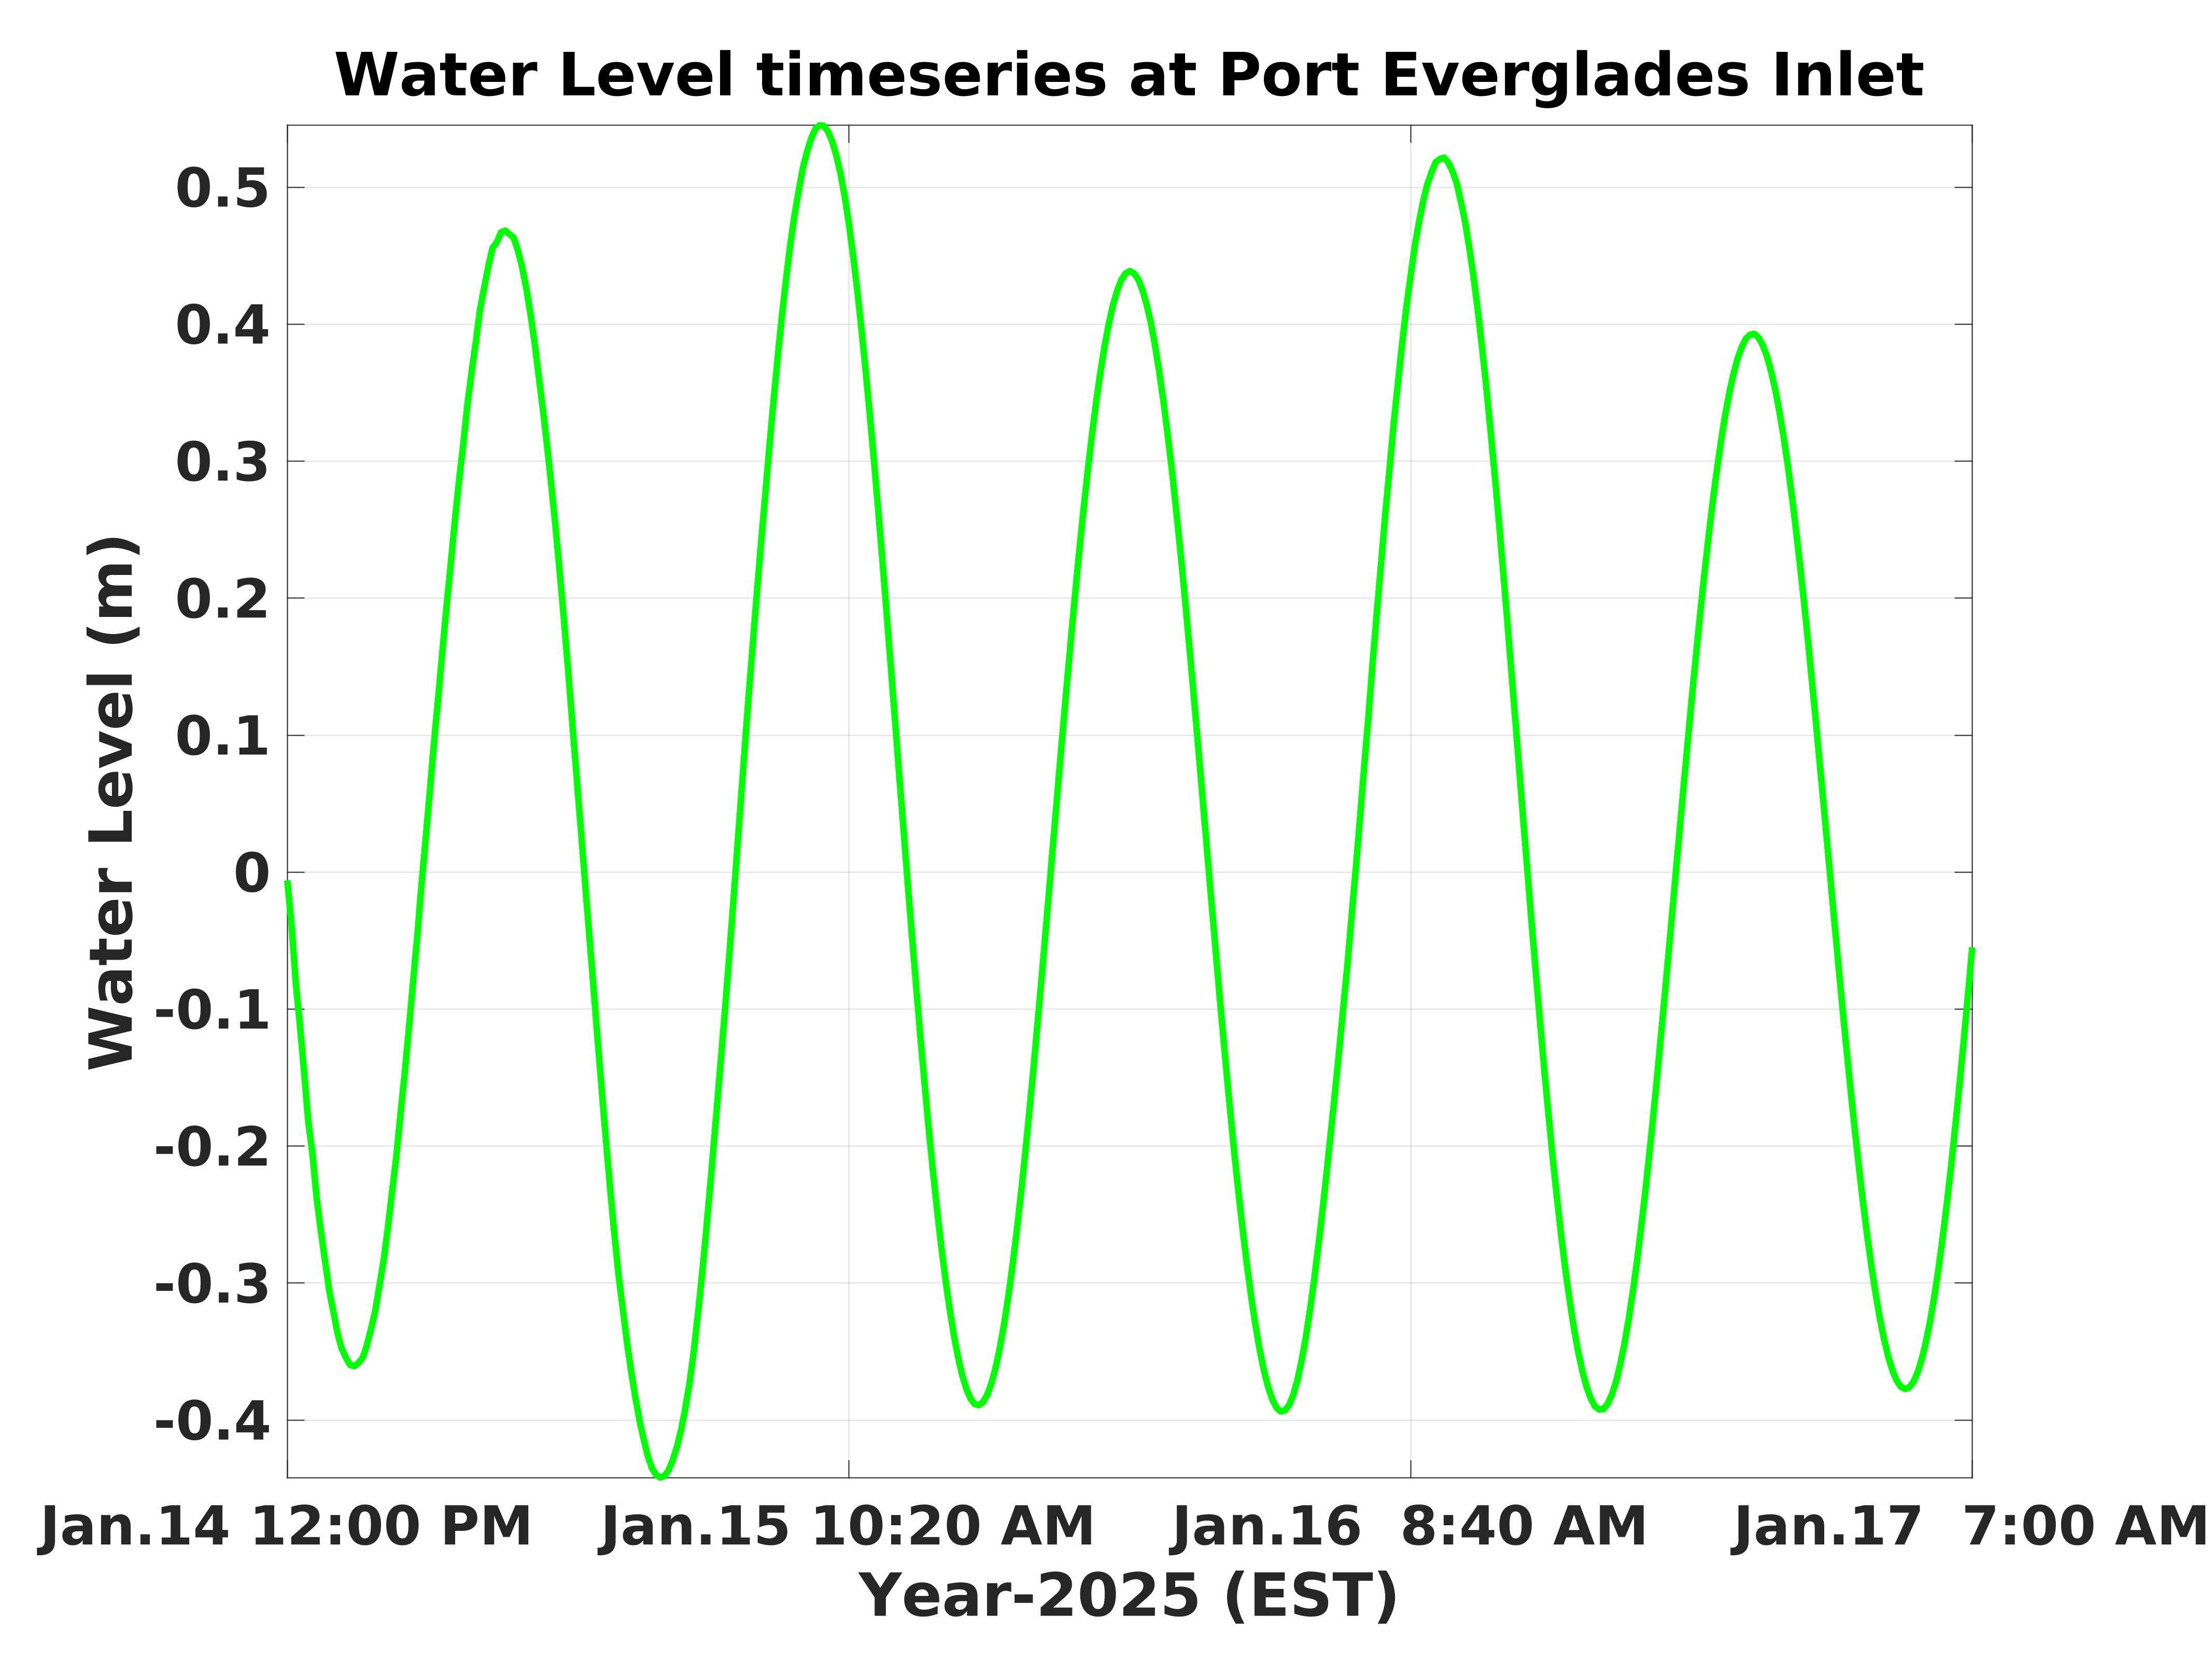 Water Level timeseries at Port Everglades Inlet
0.5
0.4
0.3
0.2
0.1
0
-0.1
-0.2
-0.3
-0.4
Water Level (m)
Jan.14 12:00 PM Jan.15 10:20 AM Jan.16 8:40 AM Jan.17 7:00 AM
Year-2025 (EST)